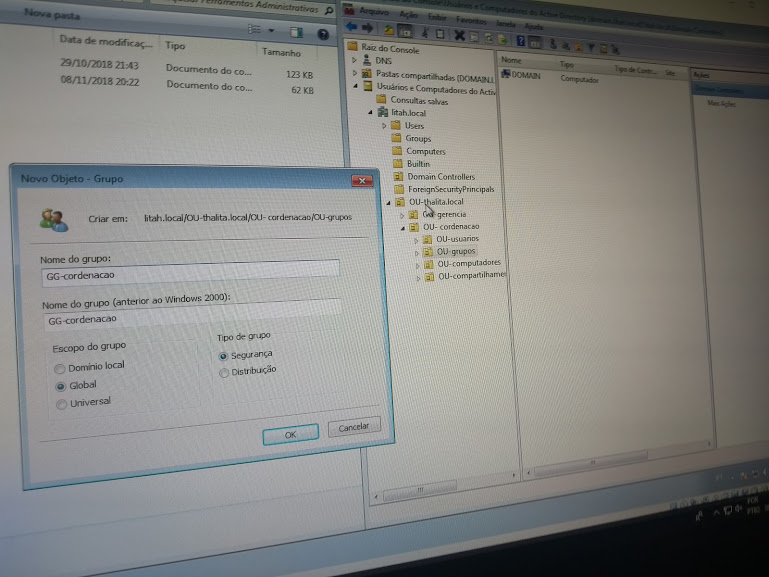 Ferramentas Administrativas
Nova pasta
Data de modificaç...
Tipo
Tamanho
29/10/2018 21:43
Documento do co...
123 KB
08/11/2018 20:22
Documento do co...
62 KB
Novo Objeto - Grupo
Criar em:
litah.local/OU-thalita.local/OU- cordenacao/OU-grupos
Nome do grupo:
GG-cordenacao
Nome do grupo (anterior ao Windows 2000):
GG-cordenacao
Escopo do grupo
Domínio local
Global
Universal
Tipo de grupo
Segurança
Distribuição
OK
Cancelar
Arquivo Ação Exibir Favoritos Janela Ajuda
Raiz do Console
DNS
Pastas compartilhadas (DOMAIN.L
Usuários e Computadores do Activ
Consultas salvas
litah.local
Users
Groups
Computers
Builtin
Domain Controllers
ForeignSecurityPrincipals
OU-thalita.local
gerencia
OU- cordenacao
OU-usuarios
OU-grupos
OU-computadores
OU-compartilhamen
Nome
Tipo
Tipo de Contr...
Site
DOMAIN
Computador
Ações
Domain Controllers
Mais Ações
POR